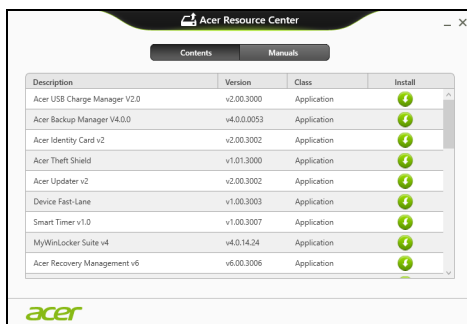 Acer Resource Center
Contents Manuals
Description Version Class Install
Acer USB Charge Manager V2.0 v2.00.3000 Application
Acer Backup Manager V4.0.0 v4.0.0.0053 Application
Acer Identity Card v2 v2.00.3002 Application
Acer Theft Shield v1.01.3000 Application
Acer Updater v2 v2.00.3002 Application
Device Fast-Lane v1.00.3003 Application
Smart Timer v1.0 v1.00.3007 Application
MyWinLocker Suite v4 v4.0.14.24 Application
Acer Recovery Management v6 v6.00.3006 Application
acer